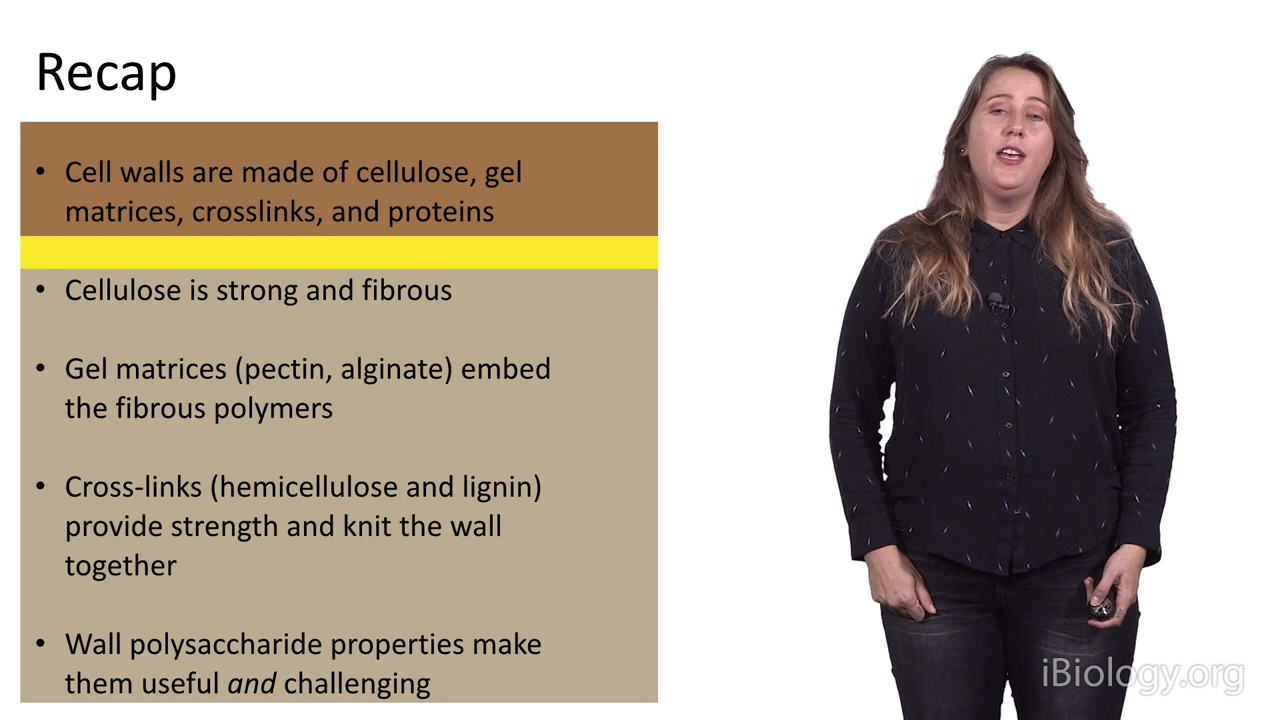 Recap
• Cell walls are made of cellulose, gel
matrices, crosslinks, and proteins
• Cellulose is strong and fibrous
• Gel matrices (pectin, alginate) embed
the fibrous polymers
• Cross-links (hemicellulose and lignin)
provide strength and knit the wall
together
• Wall polysaccharide properties make
them useful and challenging
iBiology.org